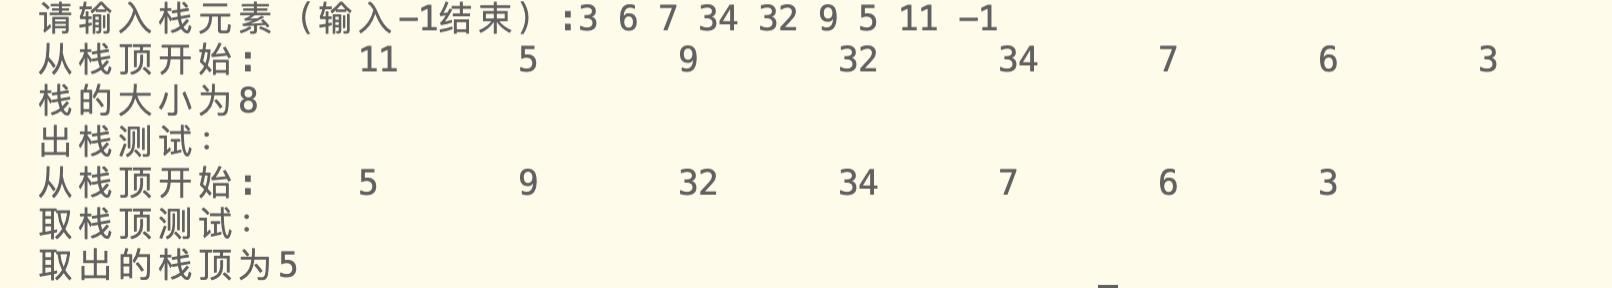 请输入栈元素（输入-1结束）:3 6 7 34 32 9 5 11 -1
从栈顶开始:	11	5	9	32	34	7	6	3
栈的大小为8
出栈测试：
从栈顶开始:	5	9	32	34	7	6	3
取栈顶测试：
取出的栈顶为5